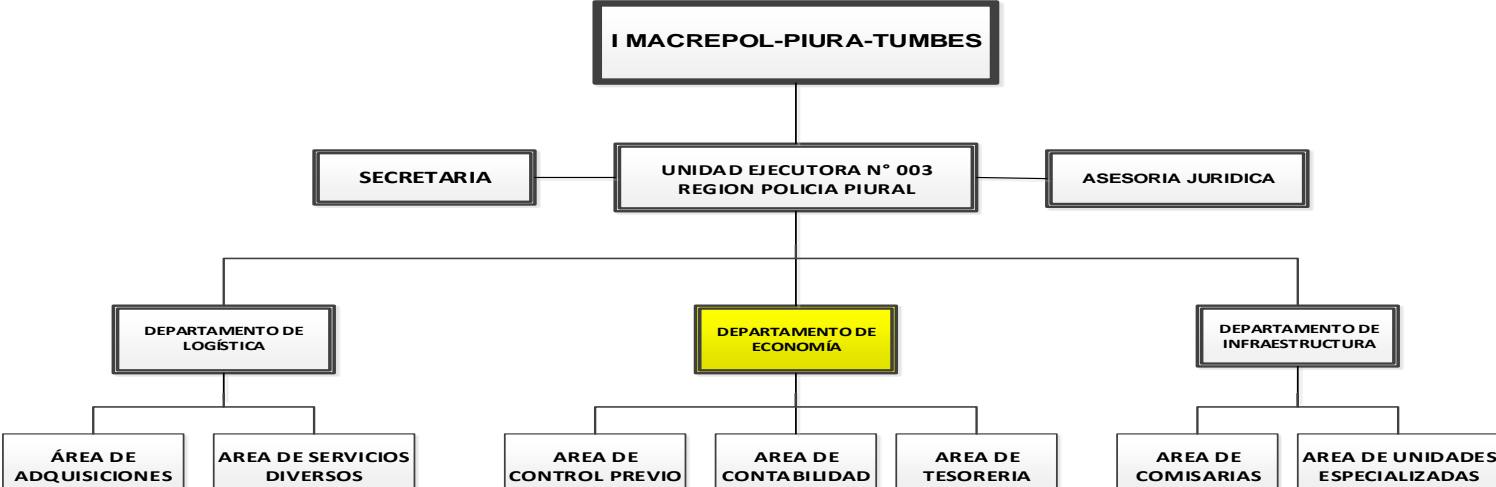 I MACREPOL-PIURA-TUMBES
SECRETARIA
UNIDAD EJECUTORA N° 003
REGION POLICIA PIURAL
ASESORIA JURIDICA
DEPARTAMENTO DE
LOGÍSTICA
DEPARTAMENTO DE
ECONOMÍA
DEPARTAMENTO DE
INFRAESTRUCTURA
ÁREA DE
ADQUISICIONES
AREA DE SERVICIOS
DIVERSOS
AREA DE
CONTROL PREVIO
AREA DE
CONTABILIDAD
AREA DE
TESORERIA
AREA DE
COMISARIAS
AREA DE UNIDADES
ESPECIALIZADAS